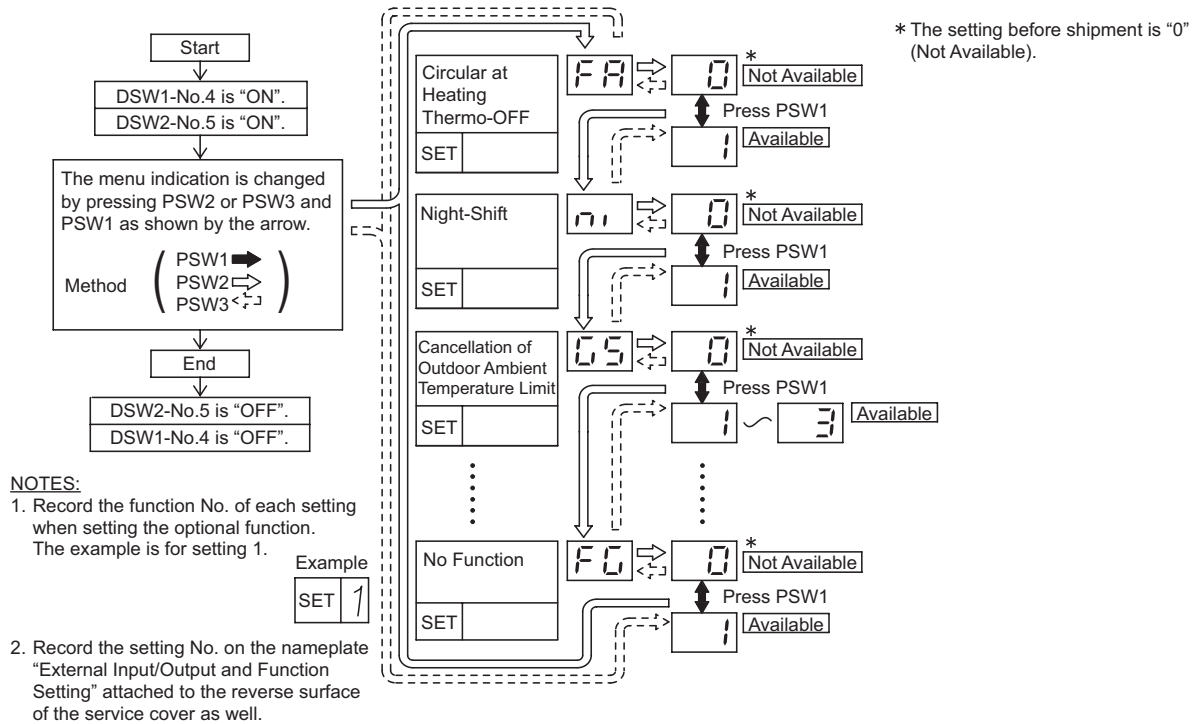 Start
DSW1-No.4 is “ON”.
DSW2-No.5 is “ON”.
The menu indication is changed
by pressing PSW2 or PSW3 and
PSW1 as shown by the arrow.
Method
PSW1
PSW2
PSW3
End
DSW2-No.5 is “OFF”.
DSW1-No.4 is “OFF”.
NOTES:
1. Record the function No. of each setting
when setting the optional function.
The example is for setting 1.
Example
SET 1
2. Record the setting No. on the nameplate
“External Input/Output and Function
Setting” attached to the reverse surface
of the service cover as well.
Circular at
Heating
Thermo-OFF
SET
FA
0
*
Not Available
Press PSW1
1
Available
Night-Shift
SET
ni
0
*
Not Available
Press PSW1
1
Available
Cancellation of
Outdoor Ambient
Temperature Limit
SET
GS
0
*
Not Available
Press PSW1
1 ~ 3
Available
No Function
SET
FG
0
*
Not Available
Press PSW1
1
Available
* The setting before shipment is “0”
(Not Available).